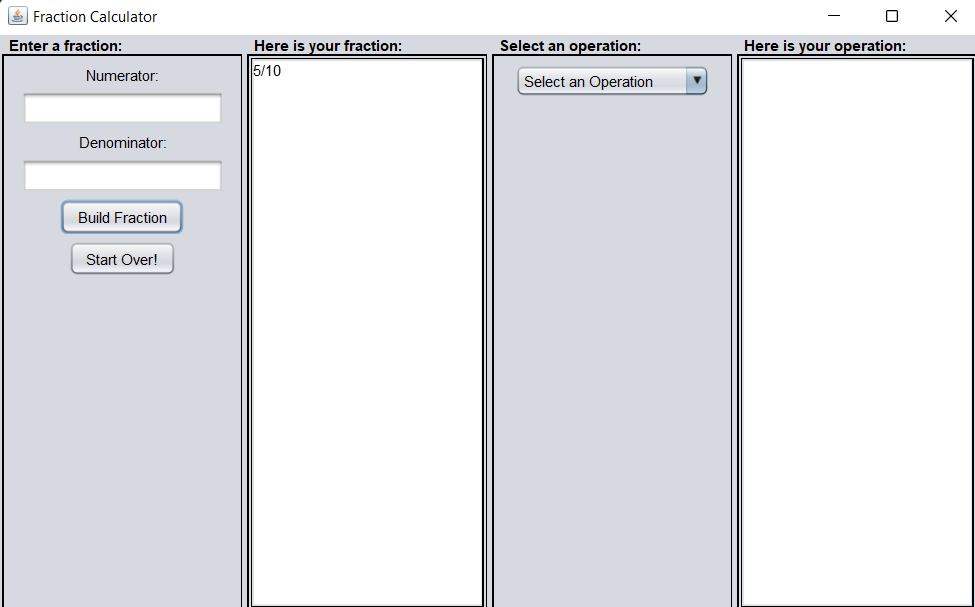 Fraction Calculator
Enter a fraction:
Numerator:
Denominator:
Build Fraction
Start Over!
Here is your fraction:
5/10
Select an operation:
Select an Operation
Here is your operation: